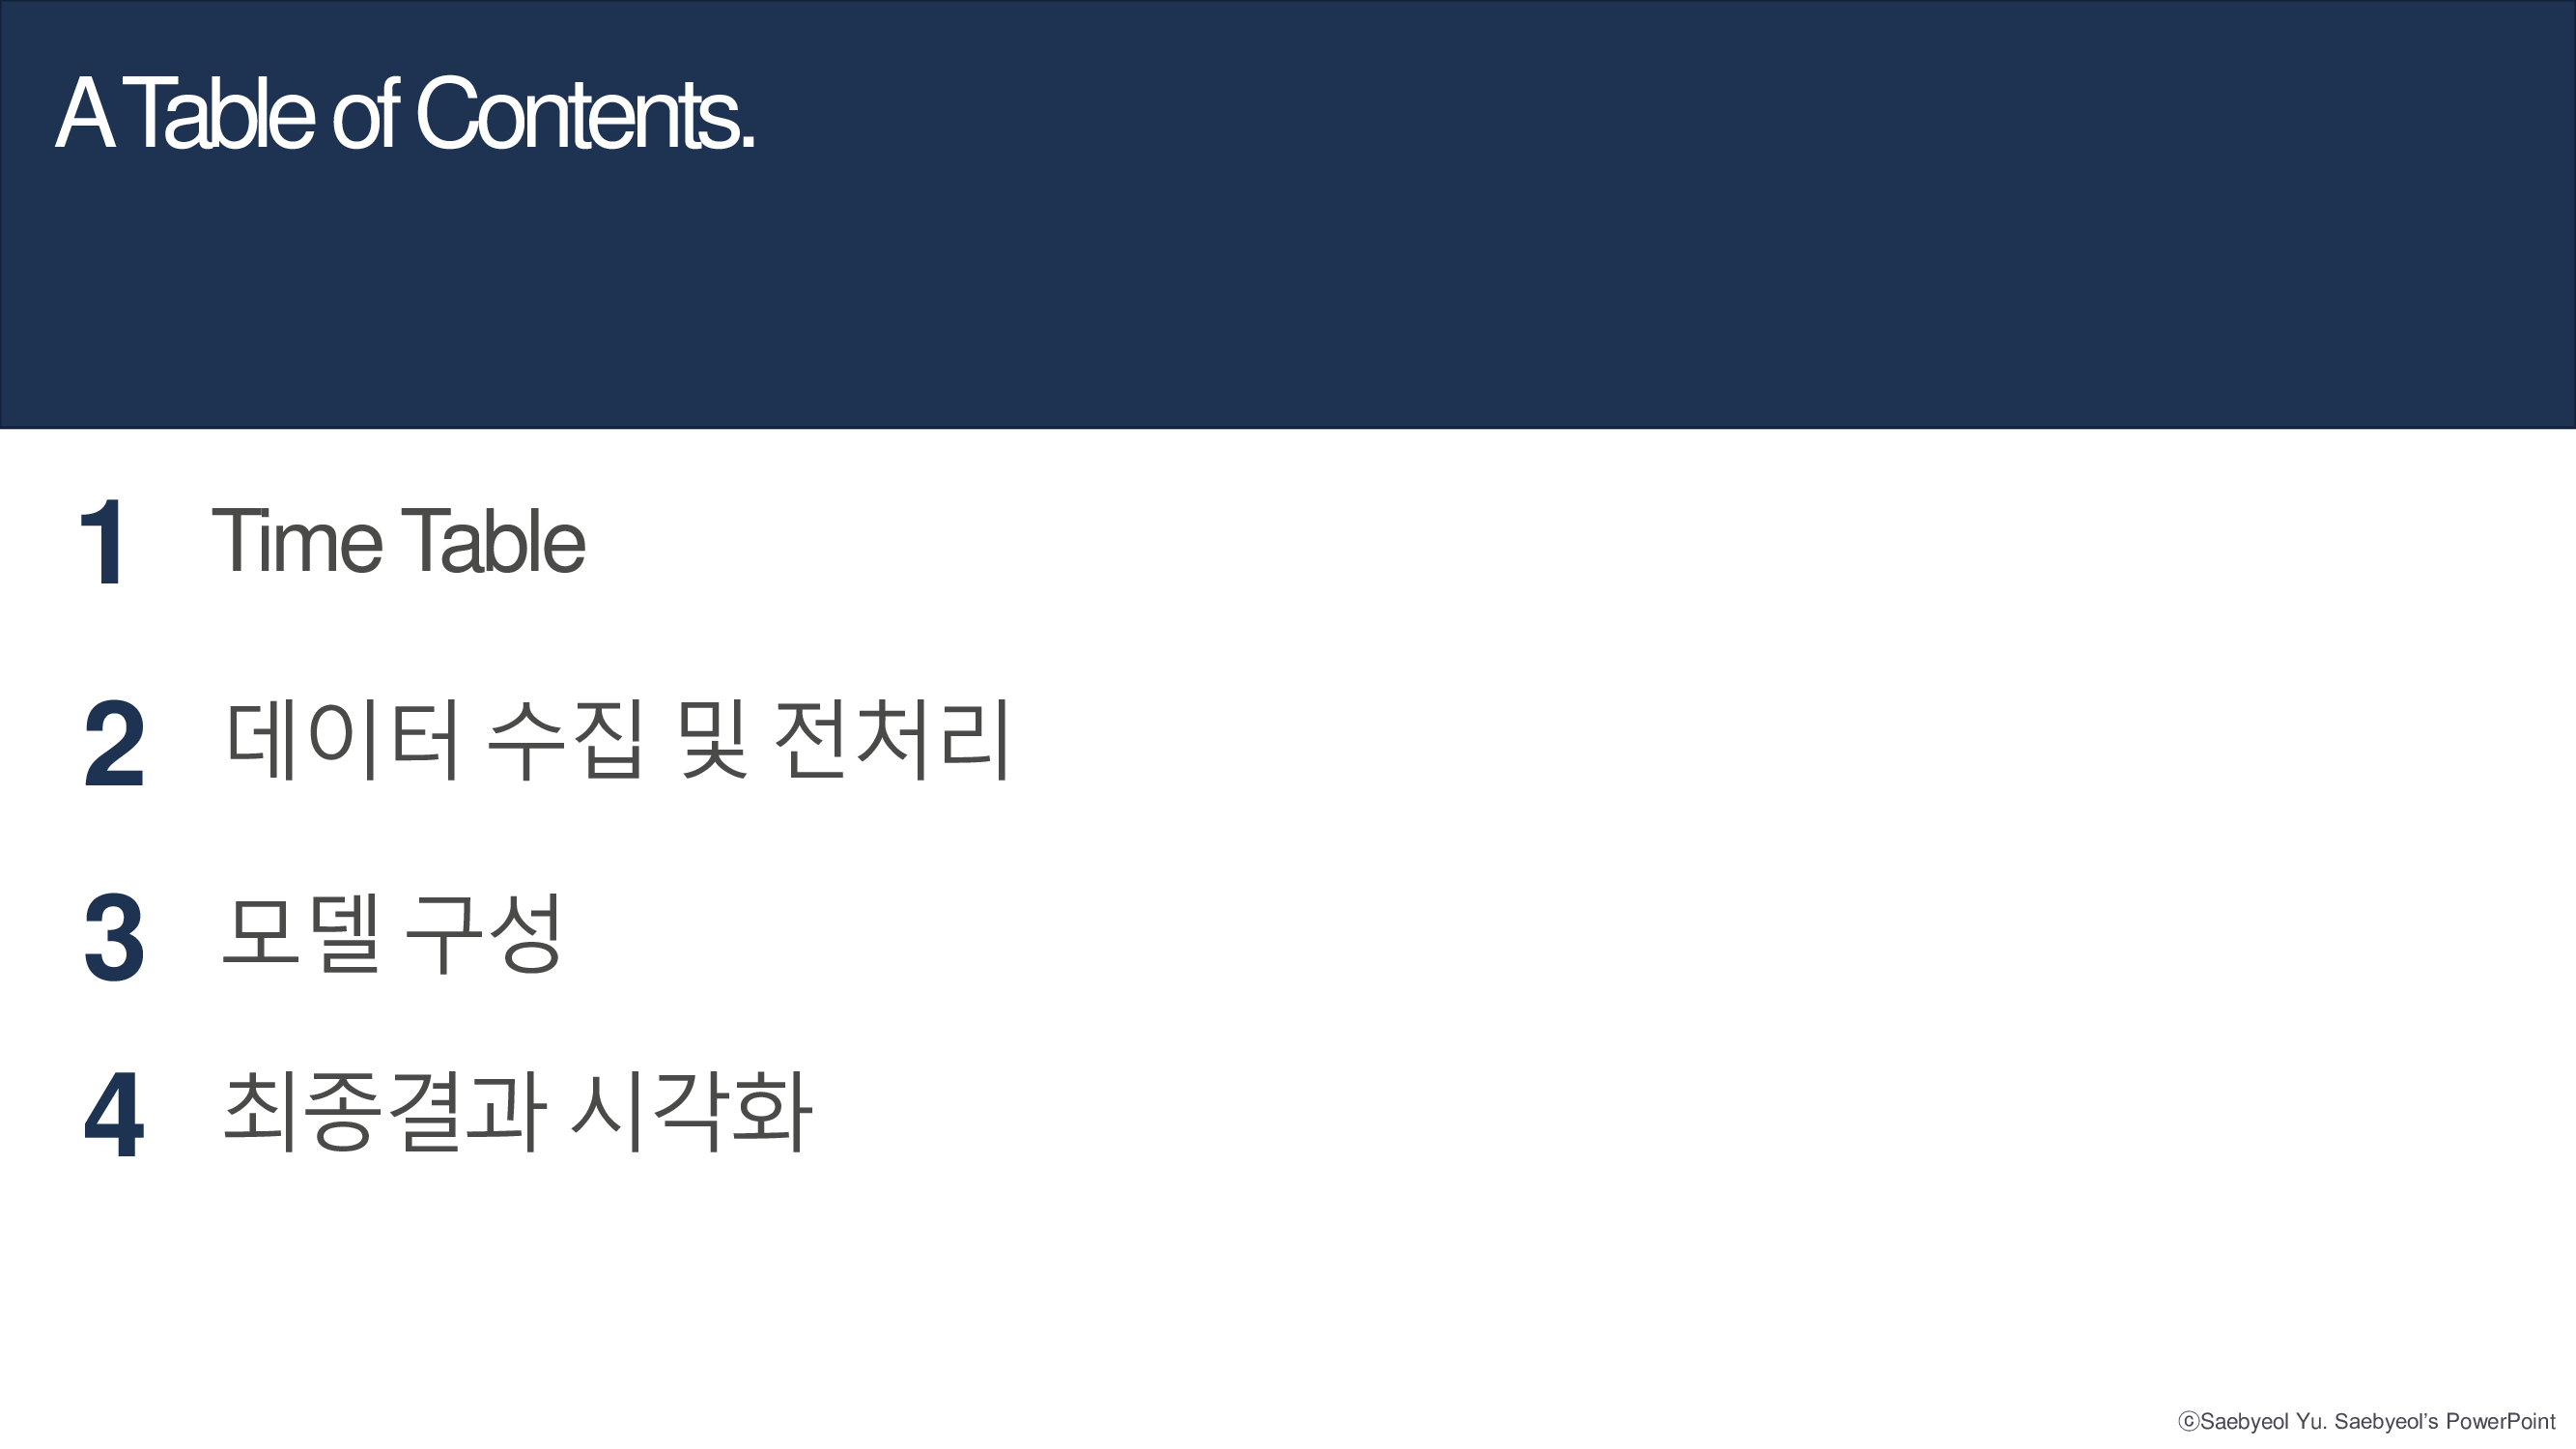 A Table of Contents.
1 Time Table
2 데이터 수집 및 전처리
3 모델 구성
4 최종결과 시각화
ⓒSaebyeol Yu. Saebyeol’s PowerPoint